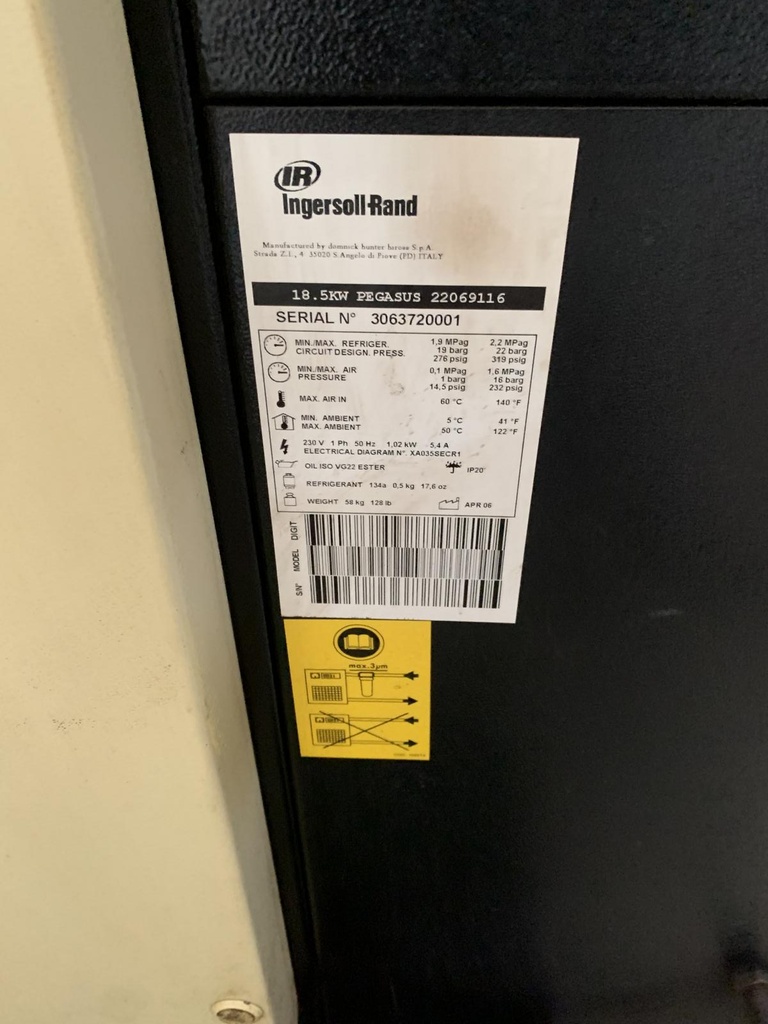 IR
Ingersoll-Rand
Manufactured by domnick hunter hiross S.p.A.
Strada Z.I., 4 35020 S.Angelo di Piove (PD) ITALY
18.5KW PEGASUS 22069116
SERIAL N° 3063720001
MIN./MAX. REFRIGER. 1,9 MPag 2,2 MPag
CIRCUIT DESIGN. PRESS. 19 barg 22 barg
276 psig 319 psig
MIN./MAX. AIR 0,1 MPag 1,6 MPag
PRESSURE 1 barg 16 barg
14,5 psig 232 psig
MAX. AIR IN 60 °C 140 °F
MIN. AMBIENT 5 °C 41 °F
MAX. AMBIENT 50 °C 122 °F
230 V 1 Ph 50 Hz 1,02 kW 5,4 A
ELECTRICAL DIAGRAM N°. XA035SECR1
OIL ISO VG22 ESTER IP20
REFRIGERANT 134a 0,5 kg 17,6 oz
WEIGHT 58 kg 128 lb APR 06
DIGIT
MODEL
S/N°
max.3µm